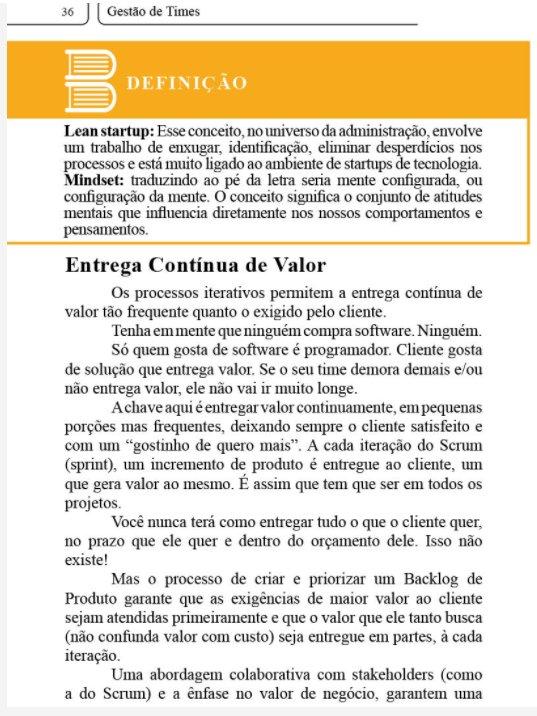 36 Gestão de Times
DEFINIÇÃO
Lean startup: Esse conceito, no universo da administração, envolve
um trabalho de enxugar, identificação, eliminar desperdícios nos
processos e está muito ligado ao ambiente de startups de tecnologia.
Mindset: traduzindo ao pé da letra seria mente configurada, ou
configuração da mente. O conceito significa o conjunto de atitudes
mentais que influencia diretamente nos nossos comportamentos e
pensamentos.
Entrega Contínua de Valor
Os processos iterativos permitem a entrega contínua de
valor tão frequente quanto o exigido pelo cliente.
Tenha em mente que ninguém compra software. Ninguém.
Só quem gosta de software é programador. Cliente gosta
de solução que entrega valor. Se o seu time demora demais e/ou
não entrega valor, ele não vai ir muito longe.
A chave aqui é entregar valor continuamente, em pequenas
porções mas frequentes, deixando sempre o cliente satisfeito e
com um “gostinho de quero mais”. A cada iteração do Scrum
(sprint), um incremento de produto é entregue ao cliente, um
que gera valor ao mesmo. É assim que tem que ser em todos os
projetos.
Você nunca terá como entregar tudo o que o cliente quer,
no prazo que ele quer e dentro do orçamento dele. Isso não
existe!
Mas o processo de criar e priorizar um Backlog de
Produto garante que as exigências de maior valor ao cliente
sejam atendidas primeiramente e que o valor que ele tanto busca
(não confunda valor com custo) seja entregue em partes, à cada
iteração.
Uma abordagem colaborativa com stakeholders (como
a do Scrum) e a ênfase no valor de negócio, garantem uma